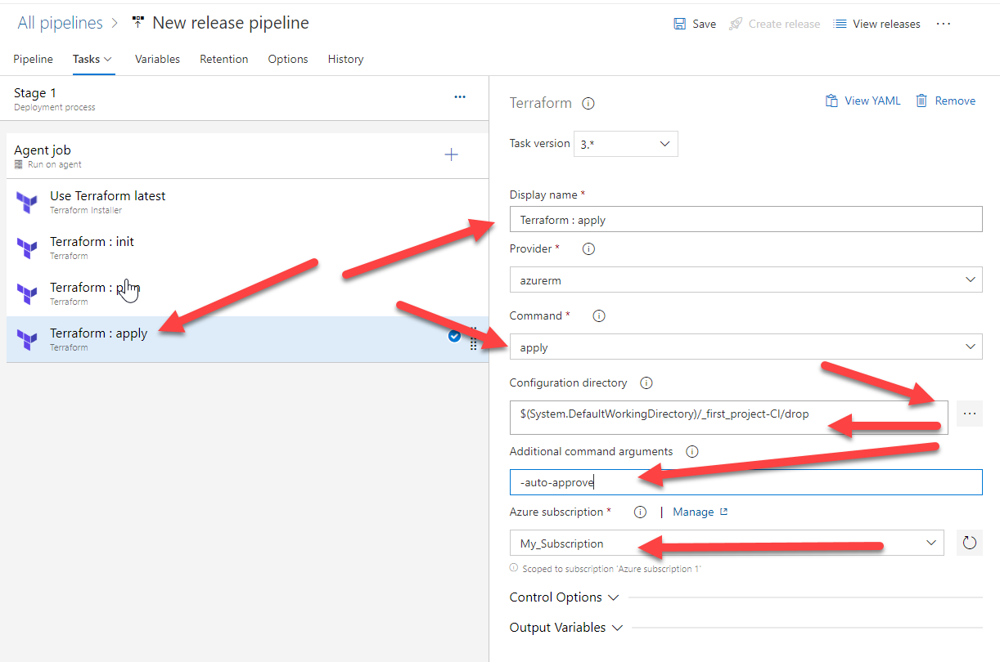 All pipelines > New release pipeline
Save Create release View releases ...
Pipeline Tasks Variables Retention Options History
Stage 1
Deployment process
Agent job
Run on agent
Use Terraform latest
Terraform Installer
Terraform : init
Terraform
Terraform :
Terraform
Terraform : apply
Terraform
Terraform
View YAML Remove
Task version 3.*
Display name *
Terraform : apply
Provider *
azurerm
Command *
apply
Configuration directory
$(System.DefaultWorkingDirectory)/_first_project-CI/drop
Additional command arguments
-auto-approve
Azure subscription * | Manage
My_Subscription
Scoped to subscription 'Azure subscription 1'
Control Options
Output Variables